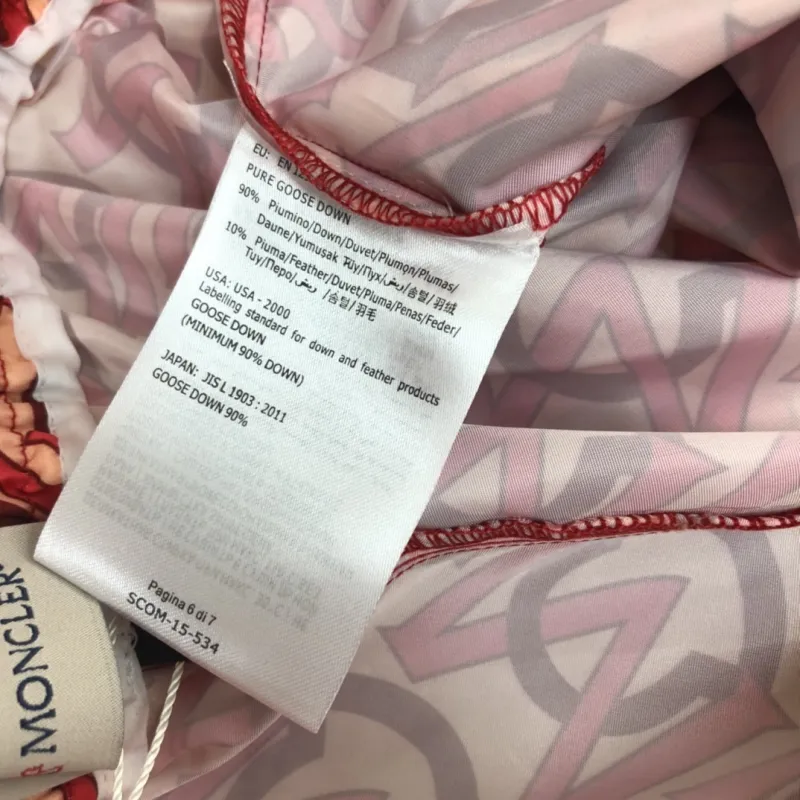 EU: EN 12
PURE GOOSE DOWN
90% Piumino/Down/Duvet/Plumón/Plumas/
Daune/Yumusak Tüy/Пух/ريش/솜털/羽绒
10% Piuma/Feather/Duvet/Pluma/Penas/Feder/
Tuy/Перо/ريش/솜털/羽毛
USA: USA - 2000
Labelling standard for down and feather products
GOOSE DOWN
(MINIMUM 90% DOWN)
JAPAN: JIS L 1903 : 2011
GOOSE DOWN 90%
Pagina 6 di 7
SCOM-15-534
MONCLER